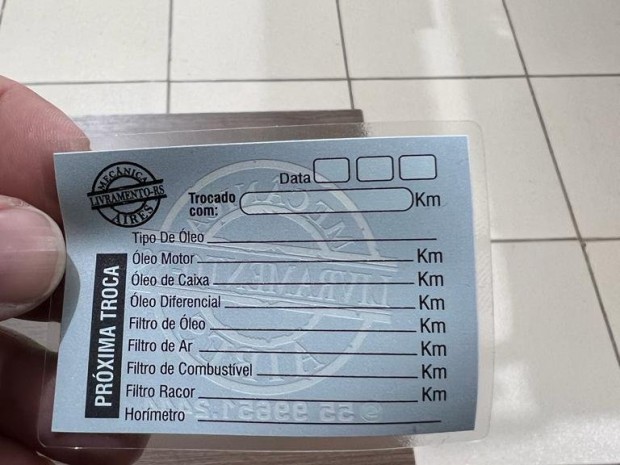 MECÂNICA
LIVRAMENTO-RS
AIRES
Data
Trocado com: Km
Tipo De Óleo
PRÓXIMA TROCA
Óleo Motor Km
Óleo de Caixa Km
Óleo Diferencial Km
Filtro de Óleo Km
Filtro de Ar Km
Filtro de Combustível Km
Filtro Racor Km
Horímetro